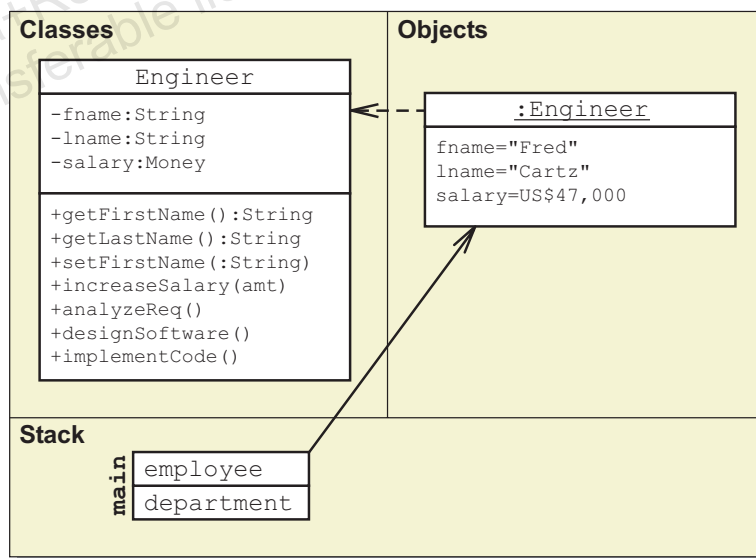 Classes
Engineer
-fname:String
-lname:String
-salary:Money
+getFirstName():String
+getLastName():String
+setFirstName(:String)
+increaseSalary(amt)
+analyzeReq()
+designSoftware()
+implementCode()
Objects
:Engineer
fname="Fred"
lname="Cartz"
salary=US$47,000
Stack
main
employee
department